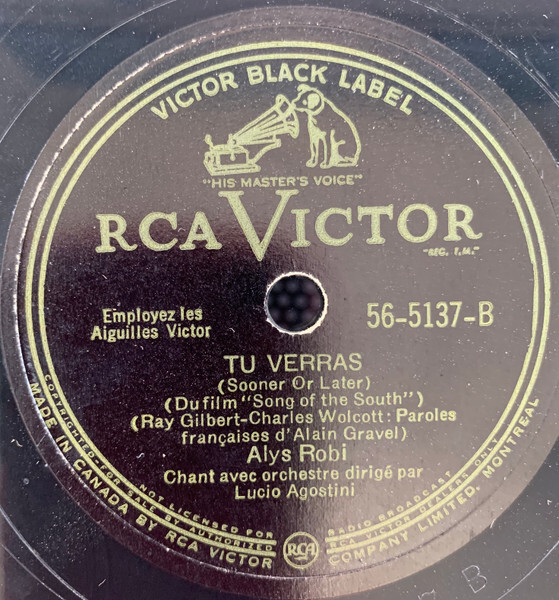 VICTOR BLACK LABEL
"HIS MASTER'S VOICE"
RCA VICTOR
"REG. T.M."
Employez les
Aiguilles Victor
56-5137-B
TU VERRAS
(Sooner Or Later)
(Du film "Song of the South")
(Ray Gilbert-Charles Wolcott: Paroles
françaises d'Alain Gravel)
Alys Robi
Chant avec orchestre dirigé par
Lucio Agostini
COPYRIGHTED FOR SALE BY AUTHORIZED RCA VICTOR DEALERS ONLY
NOT LICENSED FOR RADIO BROADCAST
MADE IN CANADA BY RCA VICTOR COMPANY LIMITED, MONTREAL
RCA
B